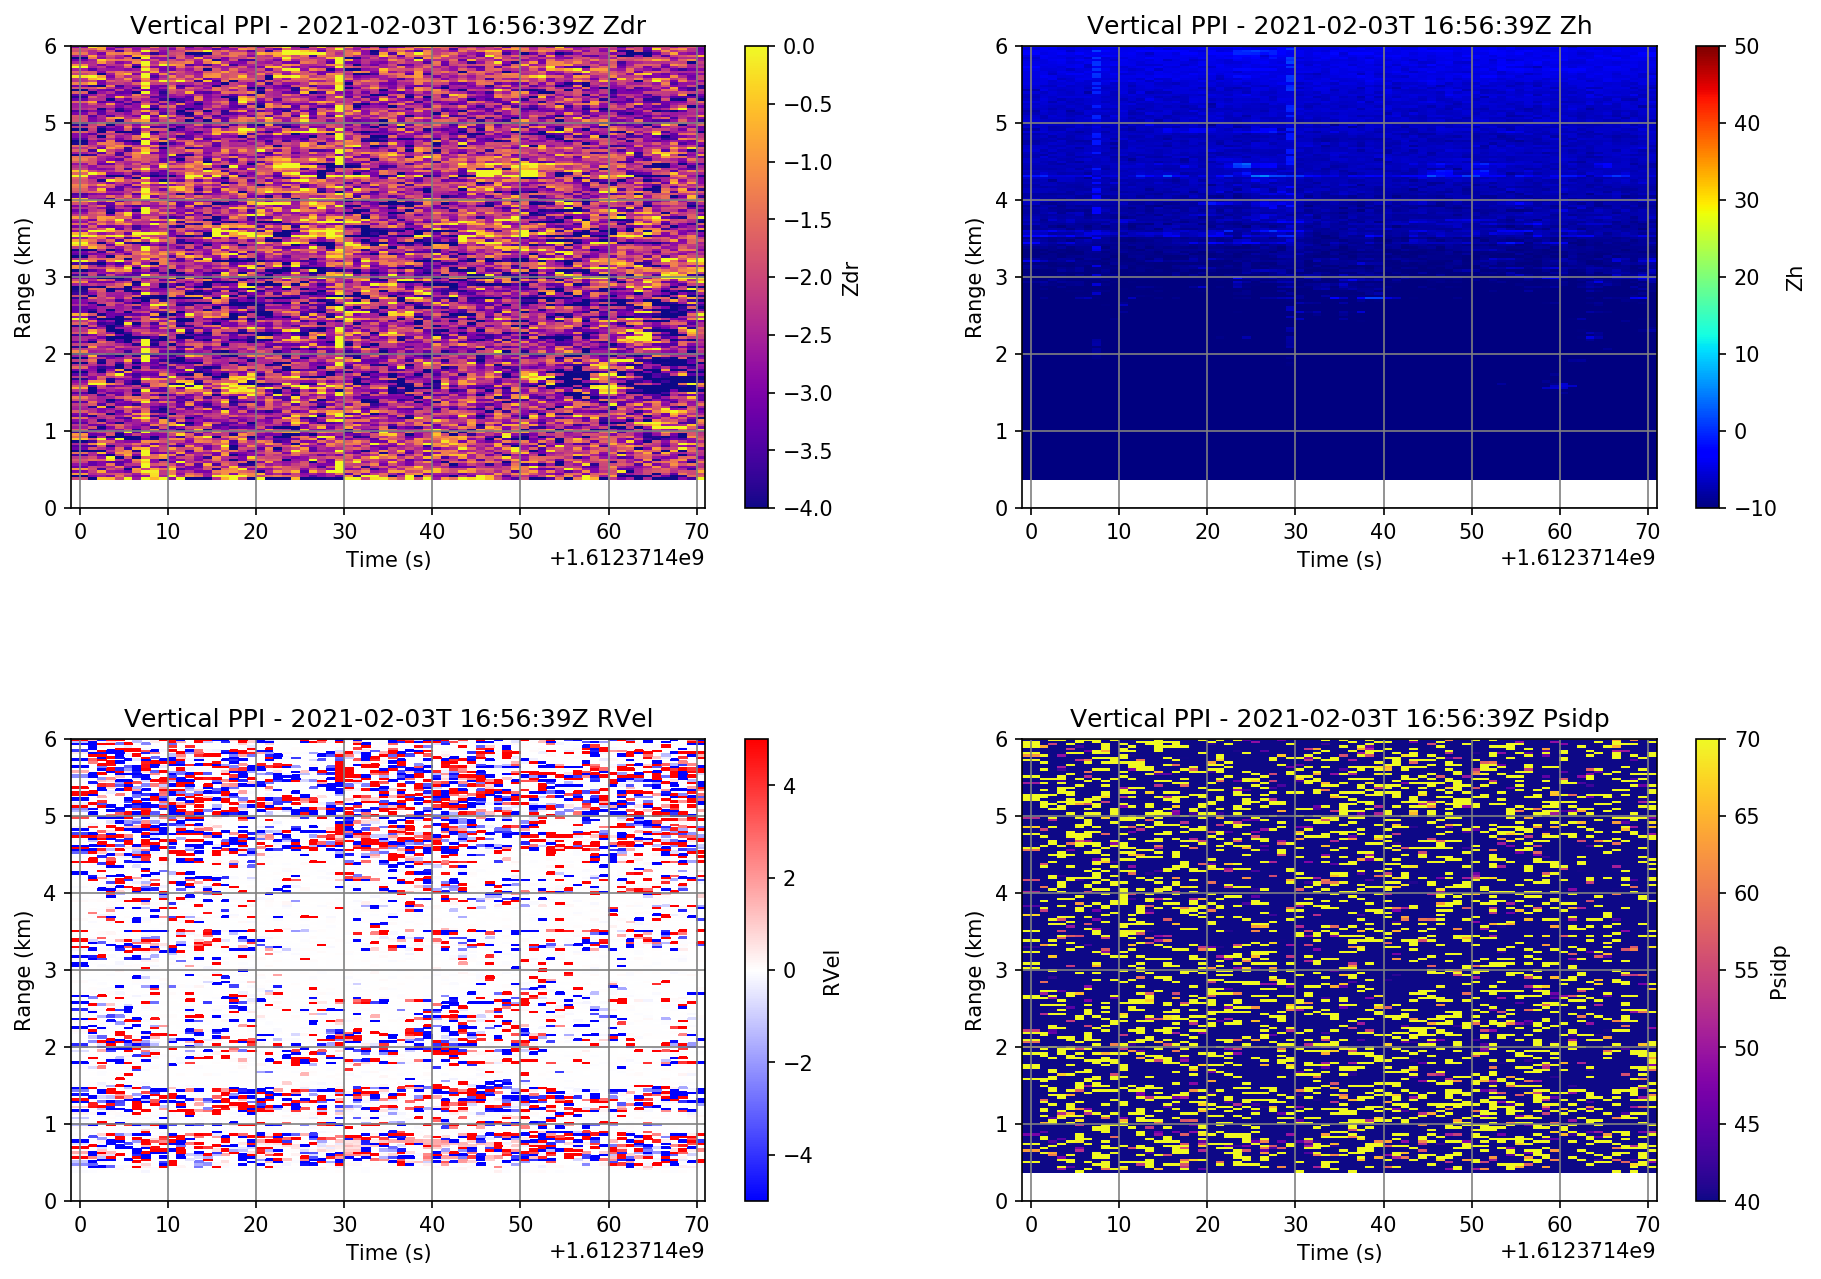 Vertical PPI - 2021-02-03T 16:56:39Z Zdr
6
5
4
3
2
1
0
Range (km)
0 10 20 30 40 50 60 70
Time (s)
+1.6123714e9
0.0
−0.5
−1.0
−1.5
−2.0
−2.5
−3.0
−3.5
−4.0
Zdr
Vertical PPI - 2021-02-03T 16:56:39Z Zh
6
5
4
3
2
1
0
Range (km)
0 10 20 30 40 50 60 70
Time (s)
+1.6123714e9
50
40
30
20
10
0
−10
Zh
Vertical PPI - 2021-02-03T 16:56:39Z RVel
6
5
4
3
2
1
0
Range (km)
0 10 20 30 40 50 60 70
Time (s)
+1.6123714e9
4
2
0
−2
−4
RVel
Vertical PPI - 2021-02-03T 16:56:39Z Psidp
6
5
4
3
2
1
0
Range (km)
0 10 20 30 40 50 60 70
Time (s)
+1.6123714e9
70
65
60
55
50
45
40
Psidp